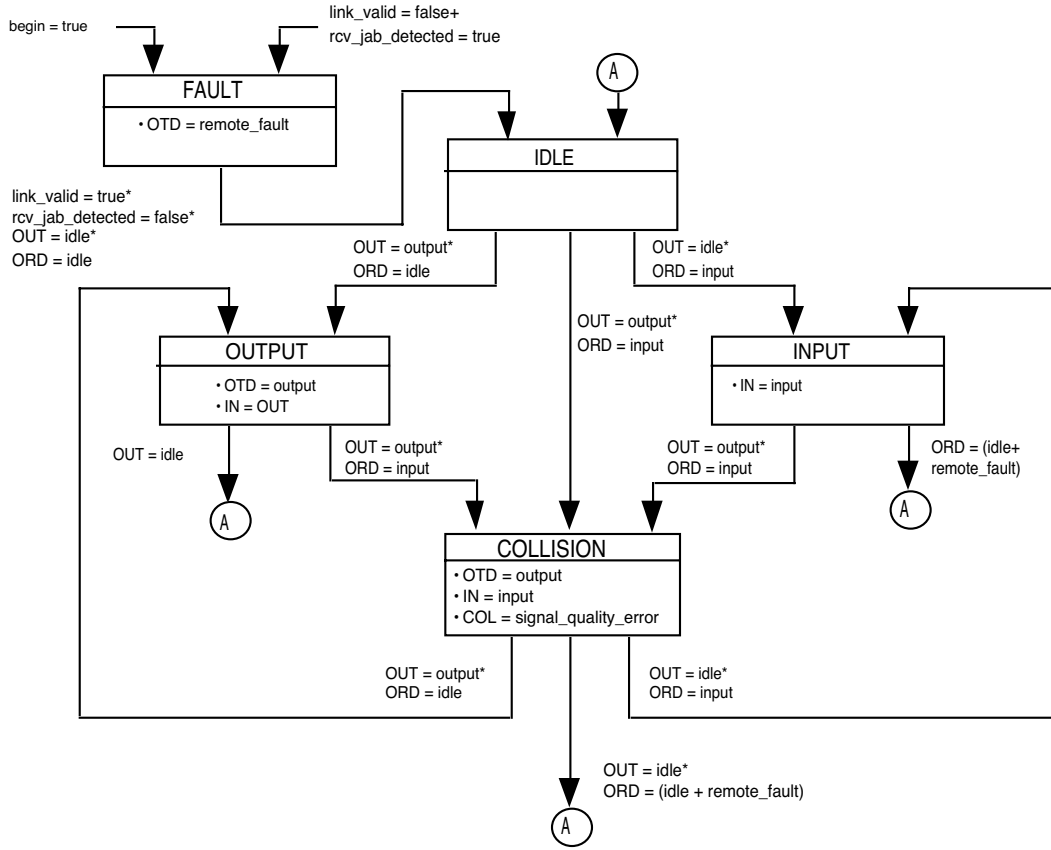 begin = true
link_valid = false+
rcv_jab_detected = true
FAULT
• OTD = remote_fault
A
IDLE
link_valid = true*
rcv_jab_detected = false*
OUT = idle*
ORD = idle
OUT = output*
ORD = idle
OUT = idle*
ORD = input
OUT = output*
ORD = input
OUTPUT
• OTD = output
• IN = OUT
INPUT
• IN = input
OUT = idle
OUT = output*
ORD = input
OUT = output*
ORD = input
ORD = (idle+
remote_fault)
A
A
COLLISION
• OTD = output
• IN = input
• COL = signal_quality_error
OUT = output*
ORD = idle
OUT = idle*
ORD = input
OUT = idle*
ORD = (idle + remote_fault)
A